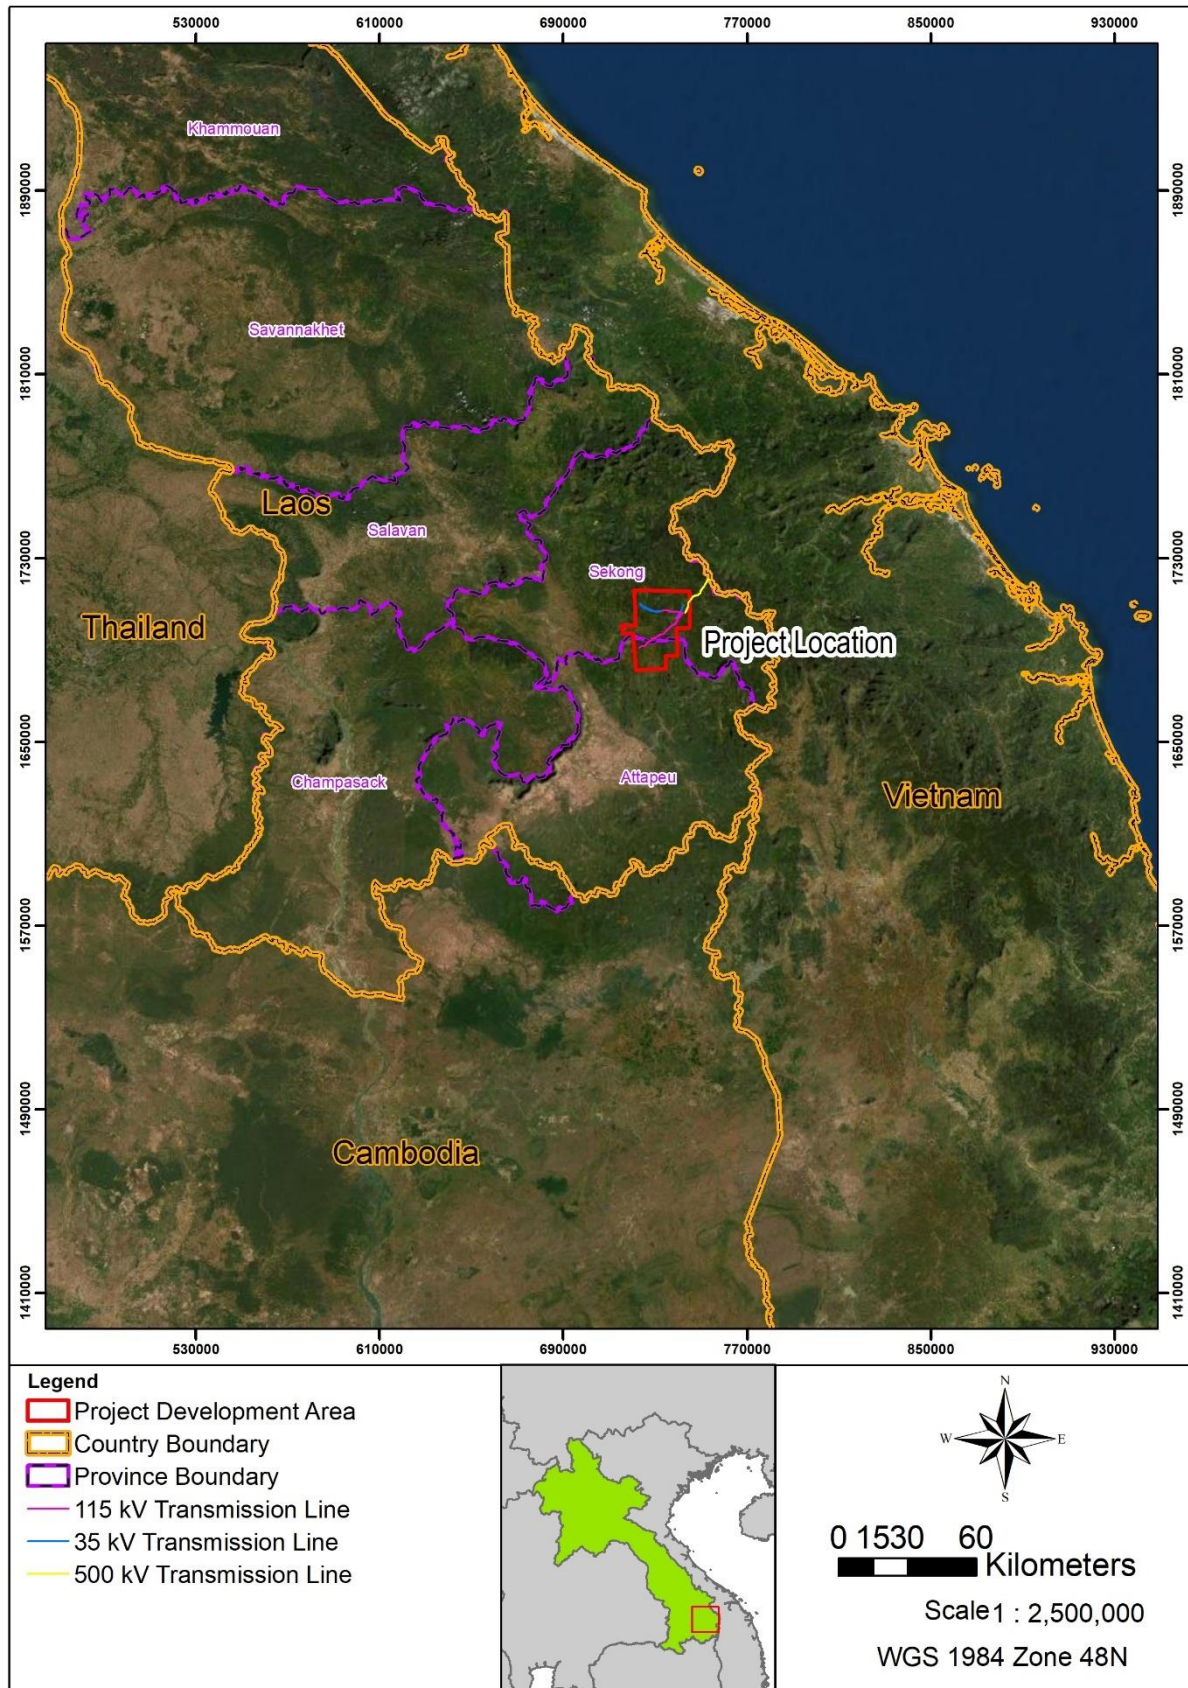 530000 610000 690000 770000 850000 930000
Khammouan
1890000 1890000
Savannakhet
1810000 1810000
Laos
Salavan
1730000 1730000
Sekong
Thailand
Project Location
1650000 1650000
Champasack
Attapeu
Vietnam
1570000 1570000
1490000 1490000
Cambodia
1410000 1410000
530000 610000 690000 770000 850000 930000
Legend
Project Development Area
Country Boundary
Province Boundary
115 kV Transmission Line
35 kV Transmission Line
500 kV Transmission Line
N
W E
S
0 1530 60
Kilometers
Scale 1 : 2,500,000
WGS 1984 Zone 48N